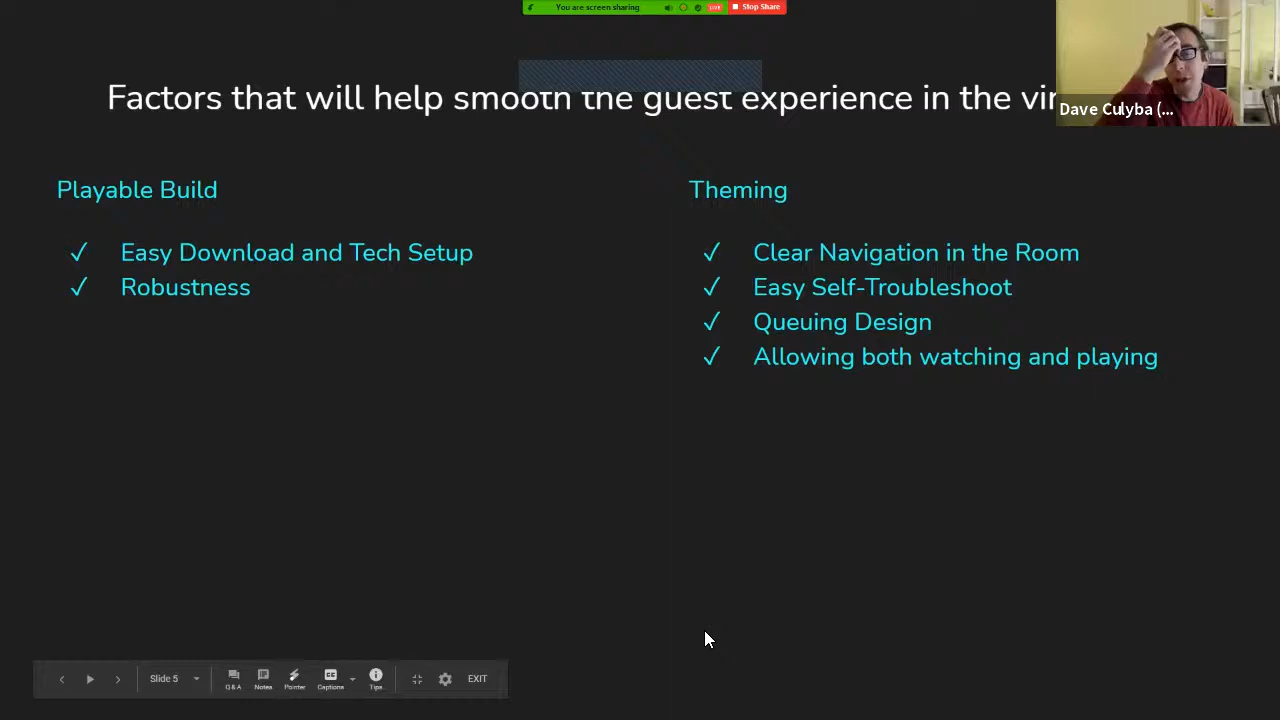 You are screen sharing
LIVE
Stop Share
Factors that will help smooth the guest experience in the
Dave Culyba (...
Playable Build
✓ Easy Download and Tech Setup
✓ Robustness
Theming
✓ Clear Navigation in the Room
✓ Easy Self-Troubleshoot
✓ Queuing Design
✓ Allowing both watching and playing
Slide 5
Q & A
Notes
Pointer
CC
Captions
Tips
EXIT